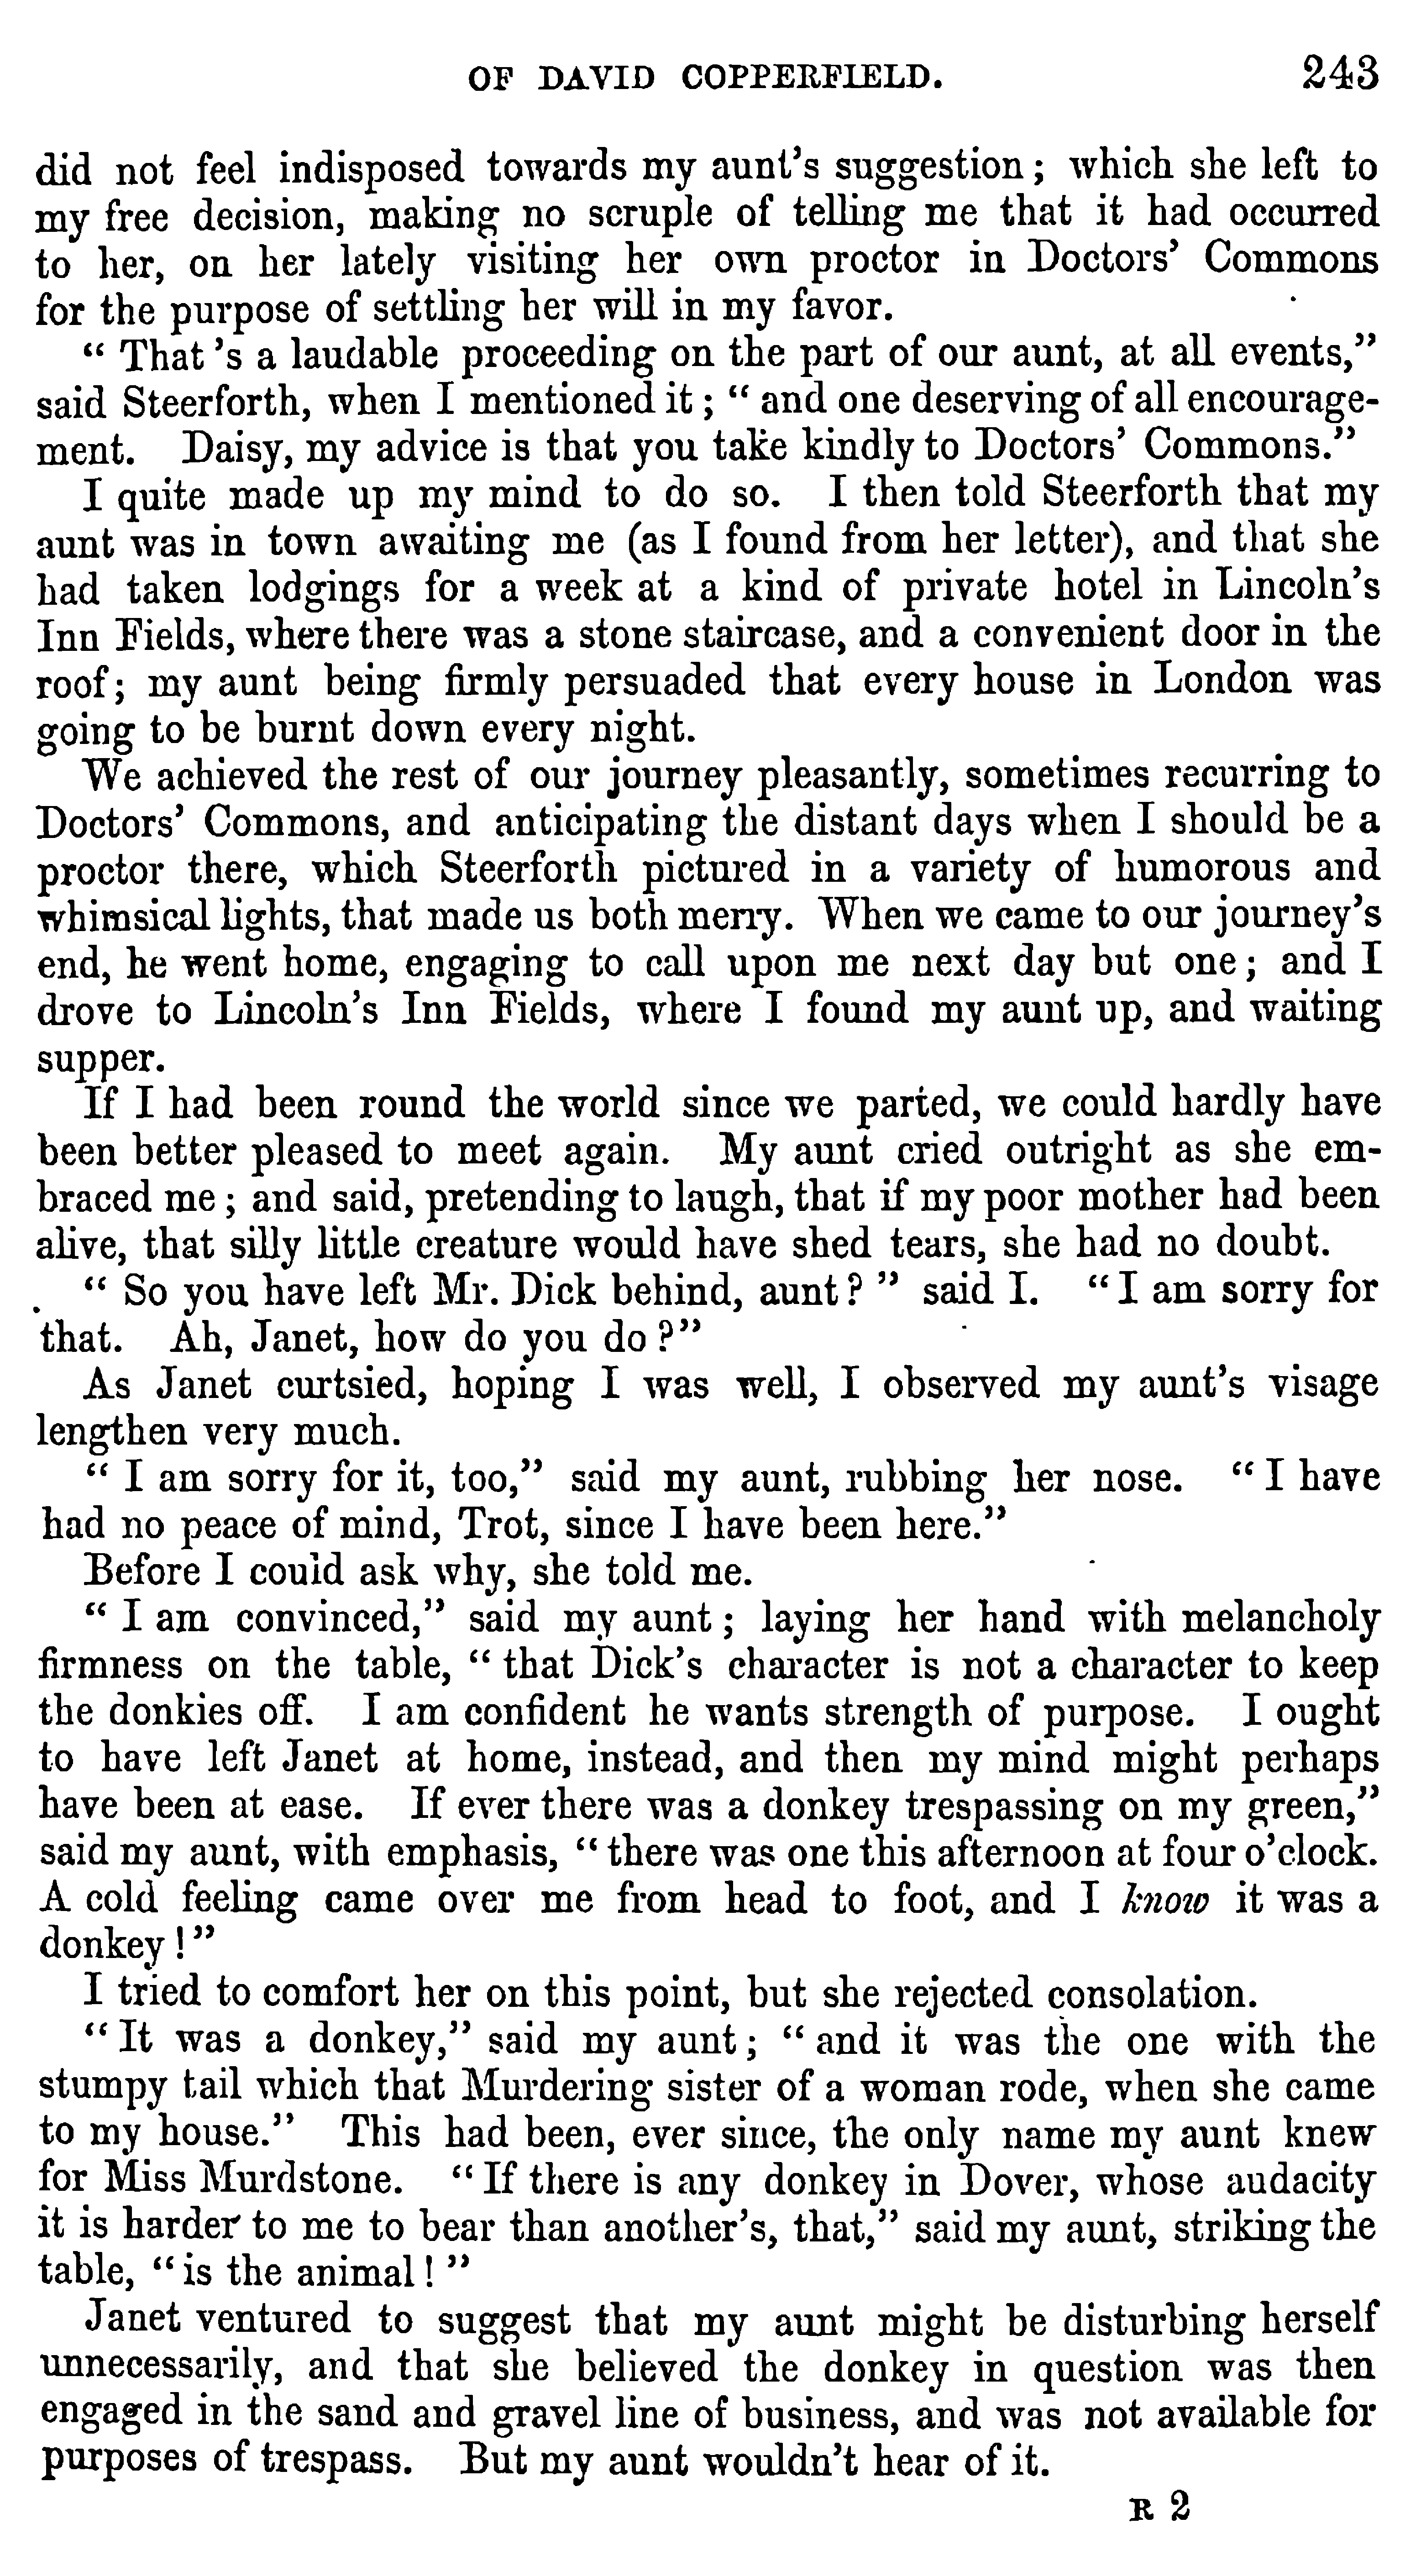 OF DAVID COPPERFIELD. 243
did not feel indisposed towards my aunt's suggestion; which she left to
my free decision, making no scruple of telling me that it had occurred
to her, on her lately visiting her own proctor in Doctors' Commons
for the purpose of settling her will in my favor.
"That's a laudable proceeding on the part of our aunt, at all events,"
said Steerforth, when I mentioned it; "and one deserving of all encourage-
ment. Daisy, my advice is that you take kindly to Doctors' Commons."
I quite made up my mind to do so. I then told Steerforth that my
aunt was in town awaiting me (as I found from her letter), and that she
had taken lodgings for a week at a kind of private hotel in Lincoln's
Inn Fields, where there was a stone staircase, and a convenient door in the
roof; my aunt being firmly persuaded that every house in London was
going to be burnt down every night.
We achieved the rest of our journey pleasantly, sometimes recurring to
Doctors' Commons, and anticipating the distant days when I should be a
proctor there, which Steerforth pictured in a variety of humorous and
whimsical lights, that made us both merry. When we came to our journey's
end, he went home, engaging to call upon me next day but one; and I
drove to Lincoln's Inn Fields, where I found my aunt up, and waiting
supper.
If I had been round the world since we parted, we could hardly have
been better pleased to meet again. My aunt cried outright as she em-
braced me; and said, pretending to laugh, that if my poor mother had been
alive, that silly little creature would have shed tears, she had no doubt.
"So you have left Mr. Dick behind, aunt?" said I. "I am sorry for
that. Ah, Janet, how do you do?"
As Janet curtsied, hoping I was well, I observed my aunt's visage
lengthen very much.
"I am sorry for it, too," said my aunt, rubbing her nose. "I have
had no peace of mind, Trot, since I have been here."
Before I could ask why, she told me.
"I am convinced," said my aunt; laying her hand with melancholy
firmness on the table, "that Dick's character is not a character to keep
the donkies off. I am confident he wants strength of purpose. I ought
to have left Janet at home, instead, and then my mind might perhaps
have been at ease. If ever there was a donkey trespassing on my green,"
said my aunt, with emphasis, "there was one this afternoon at four o'clock.
A cold feeling came over me from head to foot, and I know it was a
donkey!"
I tried to comfort her on this point, but she rejected consolation.
"It was a donkey," said my aunt; "and it was the one with the
stumpy tail which that Murdering sister of a woman rode, when she came
to my house." This had been, ever since, the only name my aunt knew
for Miss Murdstone. "If there is any donkey in Dover, whose audacity
it is harder to me to bear than another's, that," said my aunt, striking the
table, "is the animal!"
Janet ventured to suggest that my aunt might be disturbing herself
unnecessarily, and that she believed the donkey in question was then
engaged in the sand and gravel line of business, and was not available for
purposes of trespass. But my aunt wouldn't hear of it.
R 2